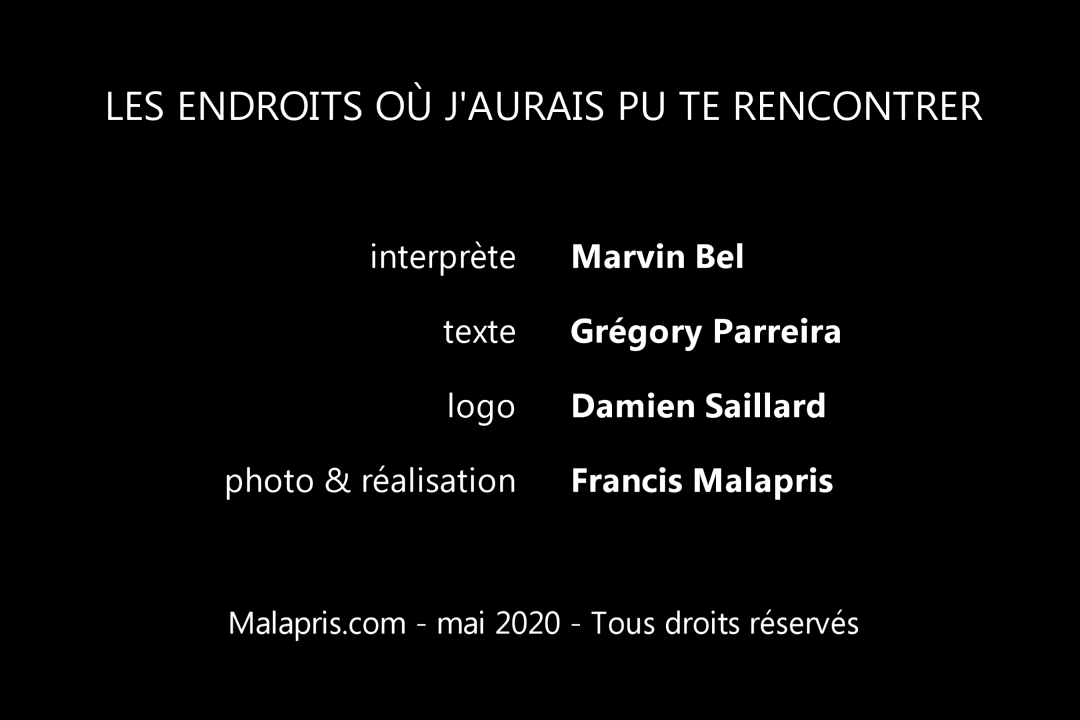 LES ENDROITS OÙ J'AURAIS PU TE RENCONTRER
interprète Marvin Bel
texte Grégory Parreira
logo Damien Saillard
photo & réalisation Francis Malapris
Malapris.com - mai 2020 - Tous droits réservés